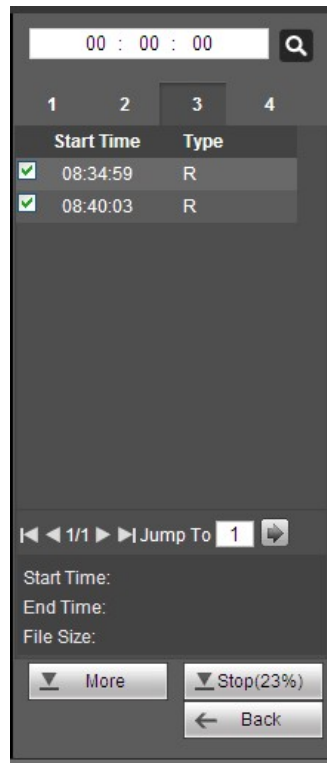 00 : 00 : 00
1 2 3 4
Start Time Type
08:34:59 R
08:40:03 R
1/1 Jump To 1
Start Time:
End Time:
File Size:
More Stop(23%)
Back